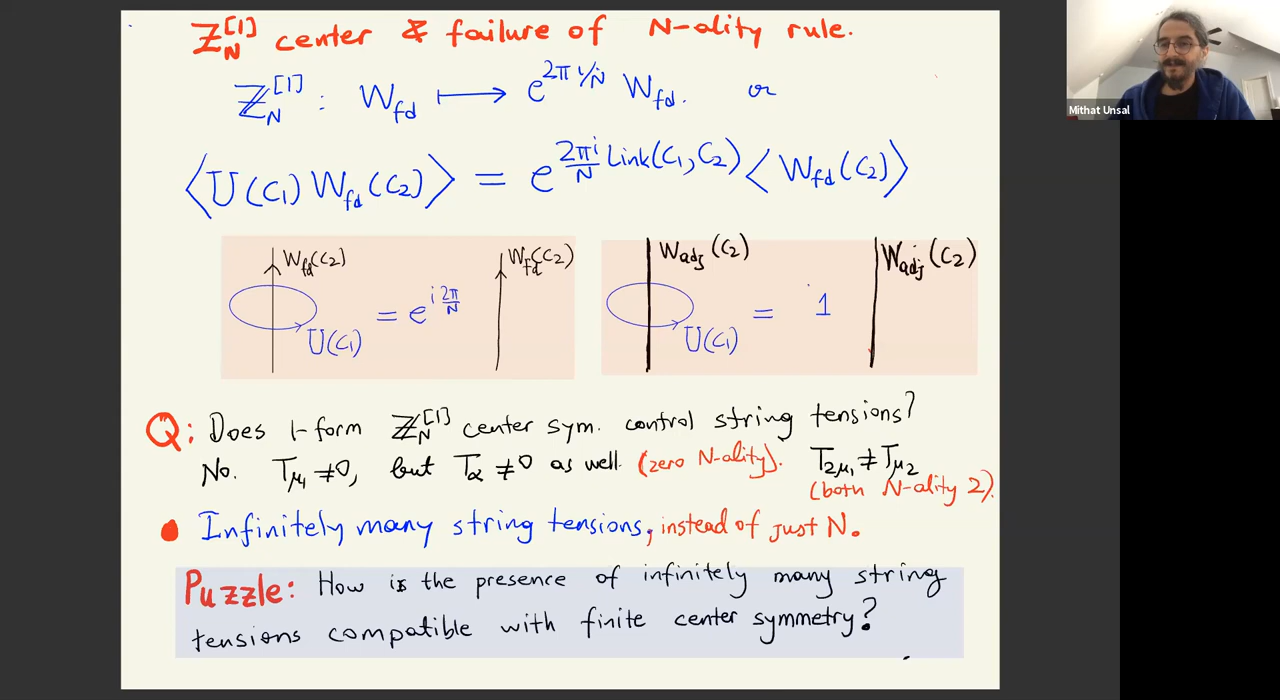 ℤ_N^[1] center & failure of N-ality rule.
ℤ_N^[1] : W_fd ⟼ e^{2π i/N} W_fd. or
⟨U(C₁) W_fd(C₂)⟩ = e^{2πi/N Link(C₁,C₂)} ⟨W_fd(C₂)⟩
W_fd(C₂) U(C₁) = e^{i 2π/N} W_fd(C₂)
W_adj(C₂) U(C₁) = 1 W_adj(C₂)
Q: Does 1-form ℤ_N^[1] center sym. control string tensions?
No. T_μ₁ ≠ 0, but T_α ≠ 0 as well. (zero N-ality). T_2μ₁ ≠ T_μ₂
(both N-ality 2).
Infinitely many string tensions, instead of just N.
Puzzle: How is the presence of infinitely many string
tensions compatible with finite center symmetry?
Mithat Unsal